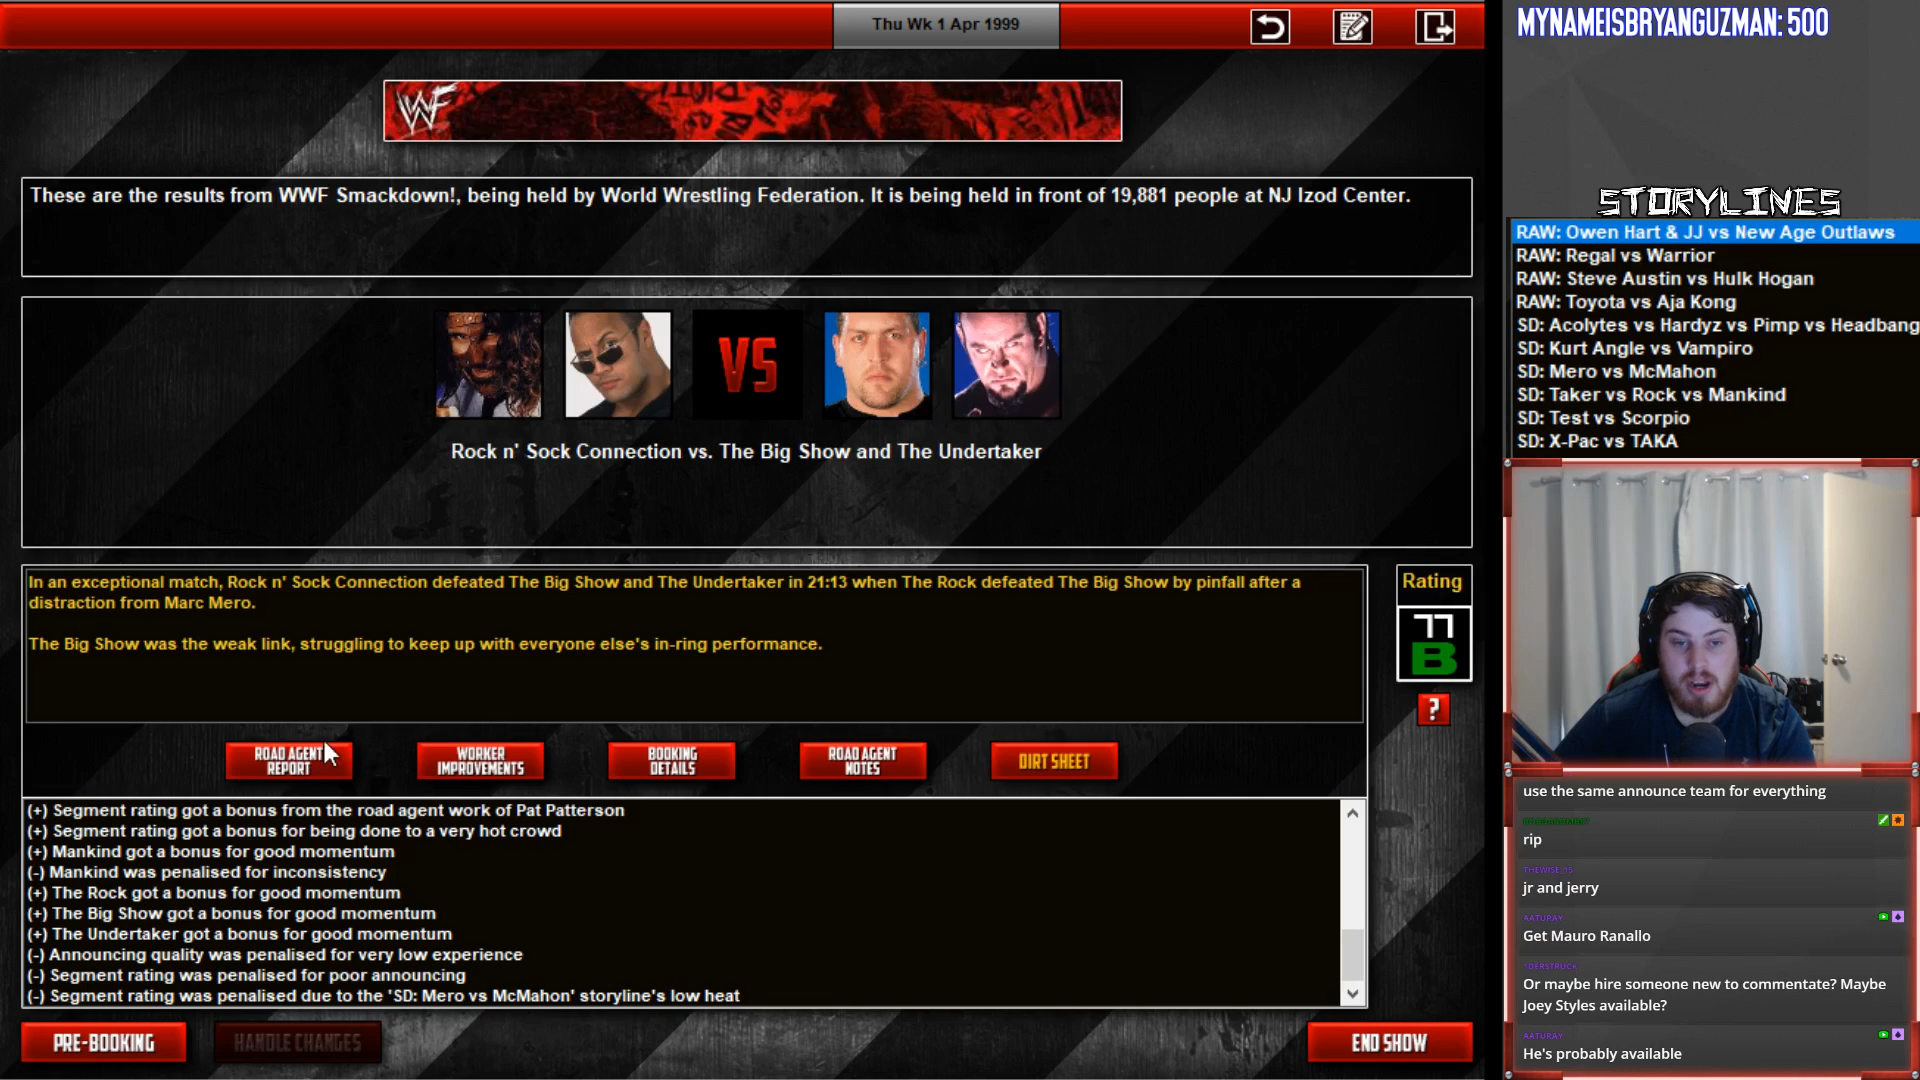 Thu Wk 1 Apr 1999
MYNAMEISBRYANGUZMAN: 500
WF
These are the results from WWF Smackdown!, being held by World Wrestling Federation. It is being held in front of 19,881 people at NJ Izod Center.
STORYLINES
RAW: Owen Hart & JJ vs New Age Outlaws
RAW: Regal vs Warrior
RAW: Steve Austin vs Hulk Hogan
RAW: Toyota vs Aja Kong
SD: Acolytes vs Hardyz vs Pimp vs Headbang
SD: Kurt Angle vs Vampiro
SD: Mero vs McMahon
SD: Taker vs Rock vs Mankind
SD: Test vs Scorpio
SD: X-Pac vs TAKA
VS
Rock n' Sock Connection vs. The Big Show and The Undertaker
In an exceptional match, Rock n' Sock Connection defeated The Big Show and The Undertaker in 21:13 when The Rock defeated The Big Show by pinfall after a
distraction from Marc Mero.
The Big Show was the weak link, struggling to keep up with everyone else's in-ring performance.
Rating
77
B
?
ROAD AGENT
REPORT
WORKER
IMPROVEMENTS
BOOKING
DETAILS
ROAD AGENT
NOTES
DIRT SHEET
(+) Segment rating got a bonus from the road agent work of Pat Patterson
(+) Segment rating got a bonus for being done to a very hot crowd
(+) Mankind got a bonus for good momentum
(-) Mankind was penalised for inconsistency
(+) The Rock got a bonus for good momentum
(+) The Big Show got a bonus for good momentum
(+) The Undertaker got a bonus for good momentum
(-) Announcing quality was penalised for very low experience
(-) Segment rating was penalised for poor announcing
(-) Segment rating was penalised due to the 'SD: Mero vs McMahon' storyline's low heat
PRE-BOOKING
HANDLE CHANGES
END SHOW
use the same announce team for everything
rip
THEWISE_15
jr and jerry
AATURAY
Get Mauro Ranallo
Or maybe hire someone new to commentate? Maybe
Joey Styles available?
AATURAY
He's probably available